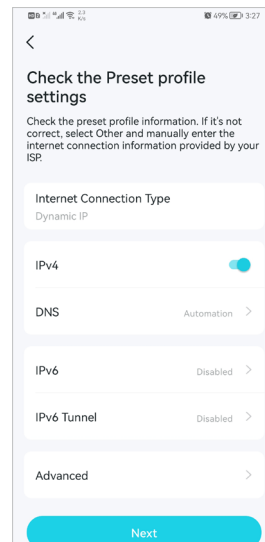 2.3
K/s
49% 3:27
Check the Preset profile
settings
Check the preset profile information. If it's not
correct, select Other and manually enter the
internet connection information provided by your
ISP.
Internet Connection Type
Dynamic IP
IPv4
DNS Automation
IPv6 Disabled
IPv6 Tunnel Disabled
Advanced
Next